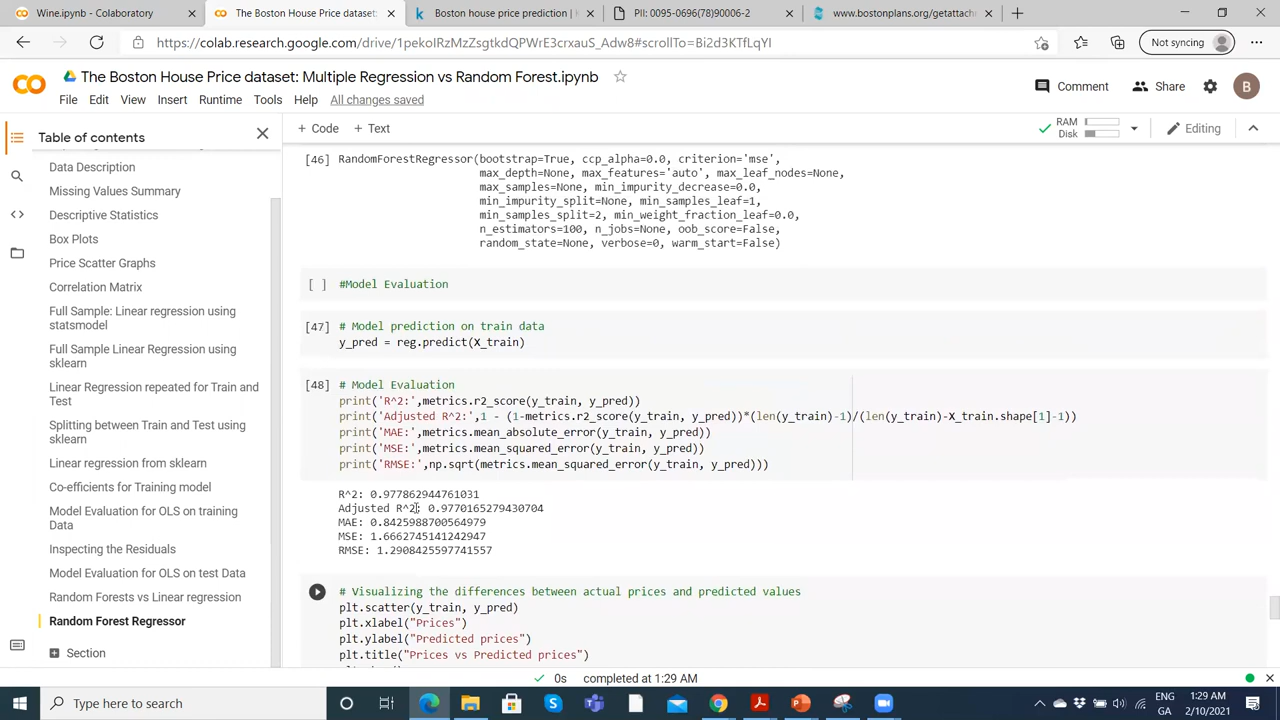 Wine.ipynb - Colaboratory
The Boston House Price dataset:
Boston house price prediction |
PII: 0095-0696(78)90006-2
www.bostonplans.org/getattachm
https://colab.research.google.com/drive/1pekoIRzMzZsgtkdQPWrE3crxauS_Adw8#scrollTo=Bi2d3KTfLqYI
Not syncing
The Boston House Price dataset: Multiple Regression vs Random Forest.ipynb
Comment
Share
B
File Edit View Insert Runtime Tools Help All changes saved
Table of contents
+ Code + Text
RAM
Disk
Editing
Data Description
Missing Values Summary
Descriptive Statistics
Box Plots
Price Scatter Graphs
Correlation Matrix
Full Sample: Linear regression using
statsmodel
Full Sample Linear Regression using
sklearn
Linear Regression repeated for Train and
Test
Splitting between Train and Test using
sklearn
Linear regression from sklearn
Co-efficients for Training model
Model Evaluation for OLS on training
Data
Inspecting the Residuals
Model Evaluation for OLS on test Data
Random Forests vs Linear regression
Random Forest Regressor
Section
[46] RandomForestRegressor(bootstrap=True, ccp_alpha=0.0, criterion='mse',
max_depth=None, max_features='auto', max_leaf_nodes=None,
max_samples=None, min_impurity_decrease=0.0,
min_impurity_split=None, min_samples_leaf=1,
min_samples_split=2, min_weight_fraction_leaf=0.0,
n_estimators=100, n_jobs=None, oob_score=False,
random_state=None, verbose=0, warm_start=False)
[ ] #Model Evaluation
[47] # Model prediction on train data
y_pred = reg.predict(X_train)
[48] # Model Evaluation
print('R^2:',metrics.r2_score(y_train, y_pred))
print('Adjusted R^2:',1 - (1-metrics.r2_score(y_train, y_pred))*(len(y_train)-1)/(len(y_train)-X_train.shape[1]-1))
print('MAE:',metrics.mean_absolute_error(y_train, y_pred))
print('MSE:',metrics.mean_squared_error(y_train, y_pred))
print('RMSE:',np.sqrt(metrics.mean_squared_error(y_train, y_pred)))
R^2: 0.977862944761031
Adjusted R^2: 0.9770165279430704
MAE: 0.8425988700564979
MSE: 1.6662745141242947
RMSE: 1.2908425597741557
# Visualizing the differences between actual prices and predicted values
plt.scatter(y_train, y_pred)
plt.xlabel("Prices")
plt.ylabel("Predicted prices")
plt.title("Prices vs Predicted prices")
0s completed at 1:29 AM
Type here to search
ENG
GA
1:29 AM
2/10/2021